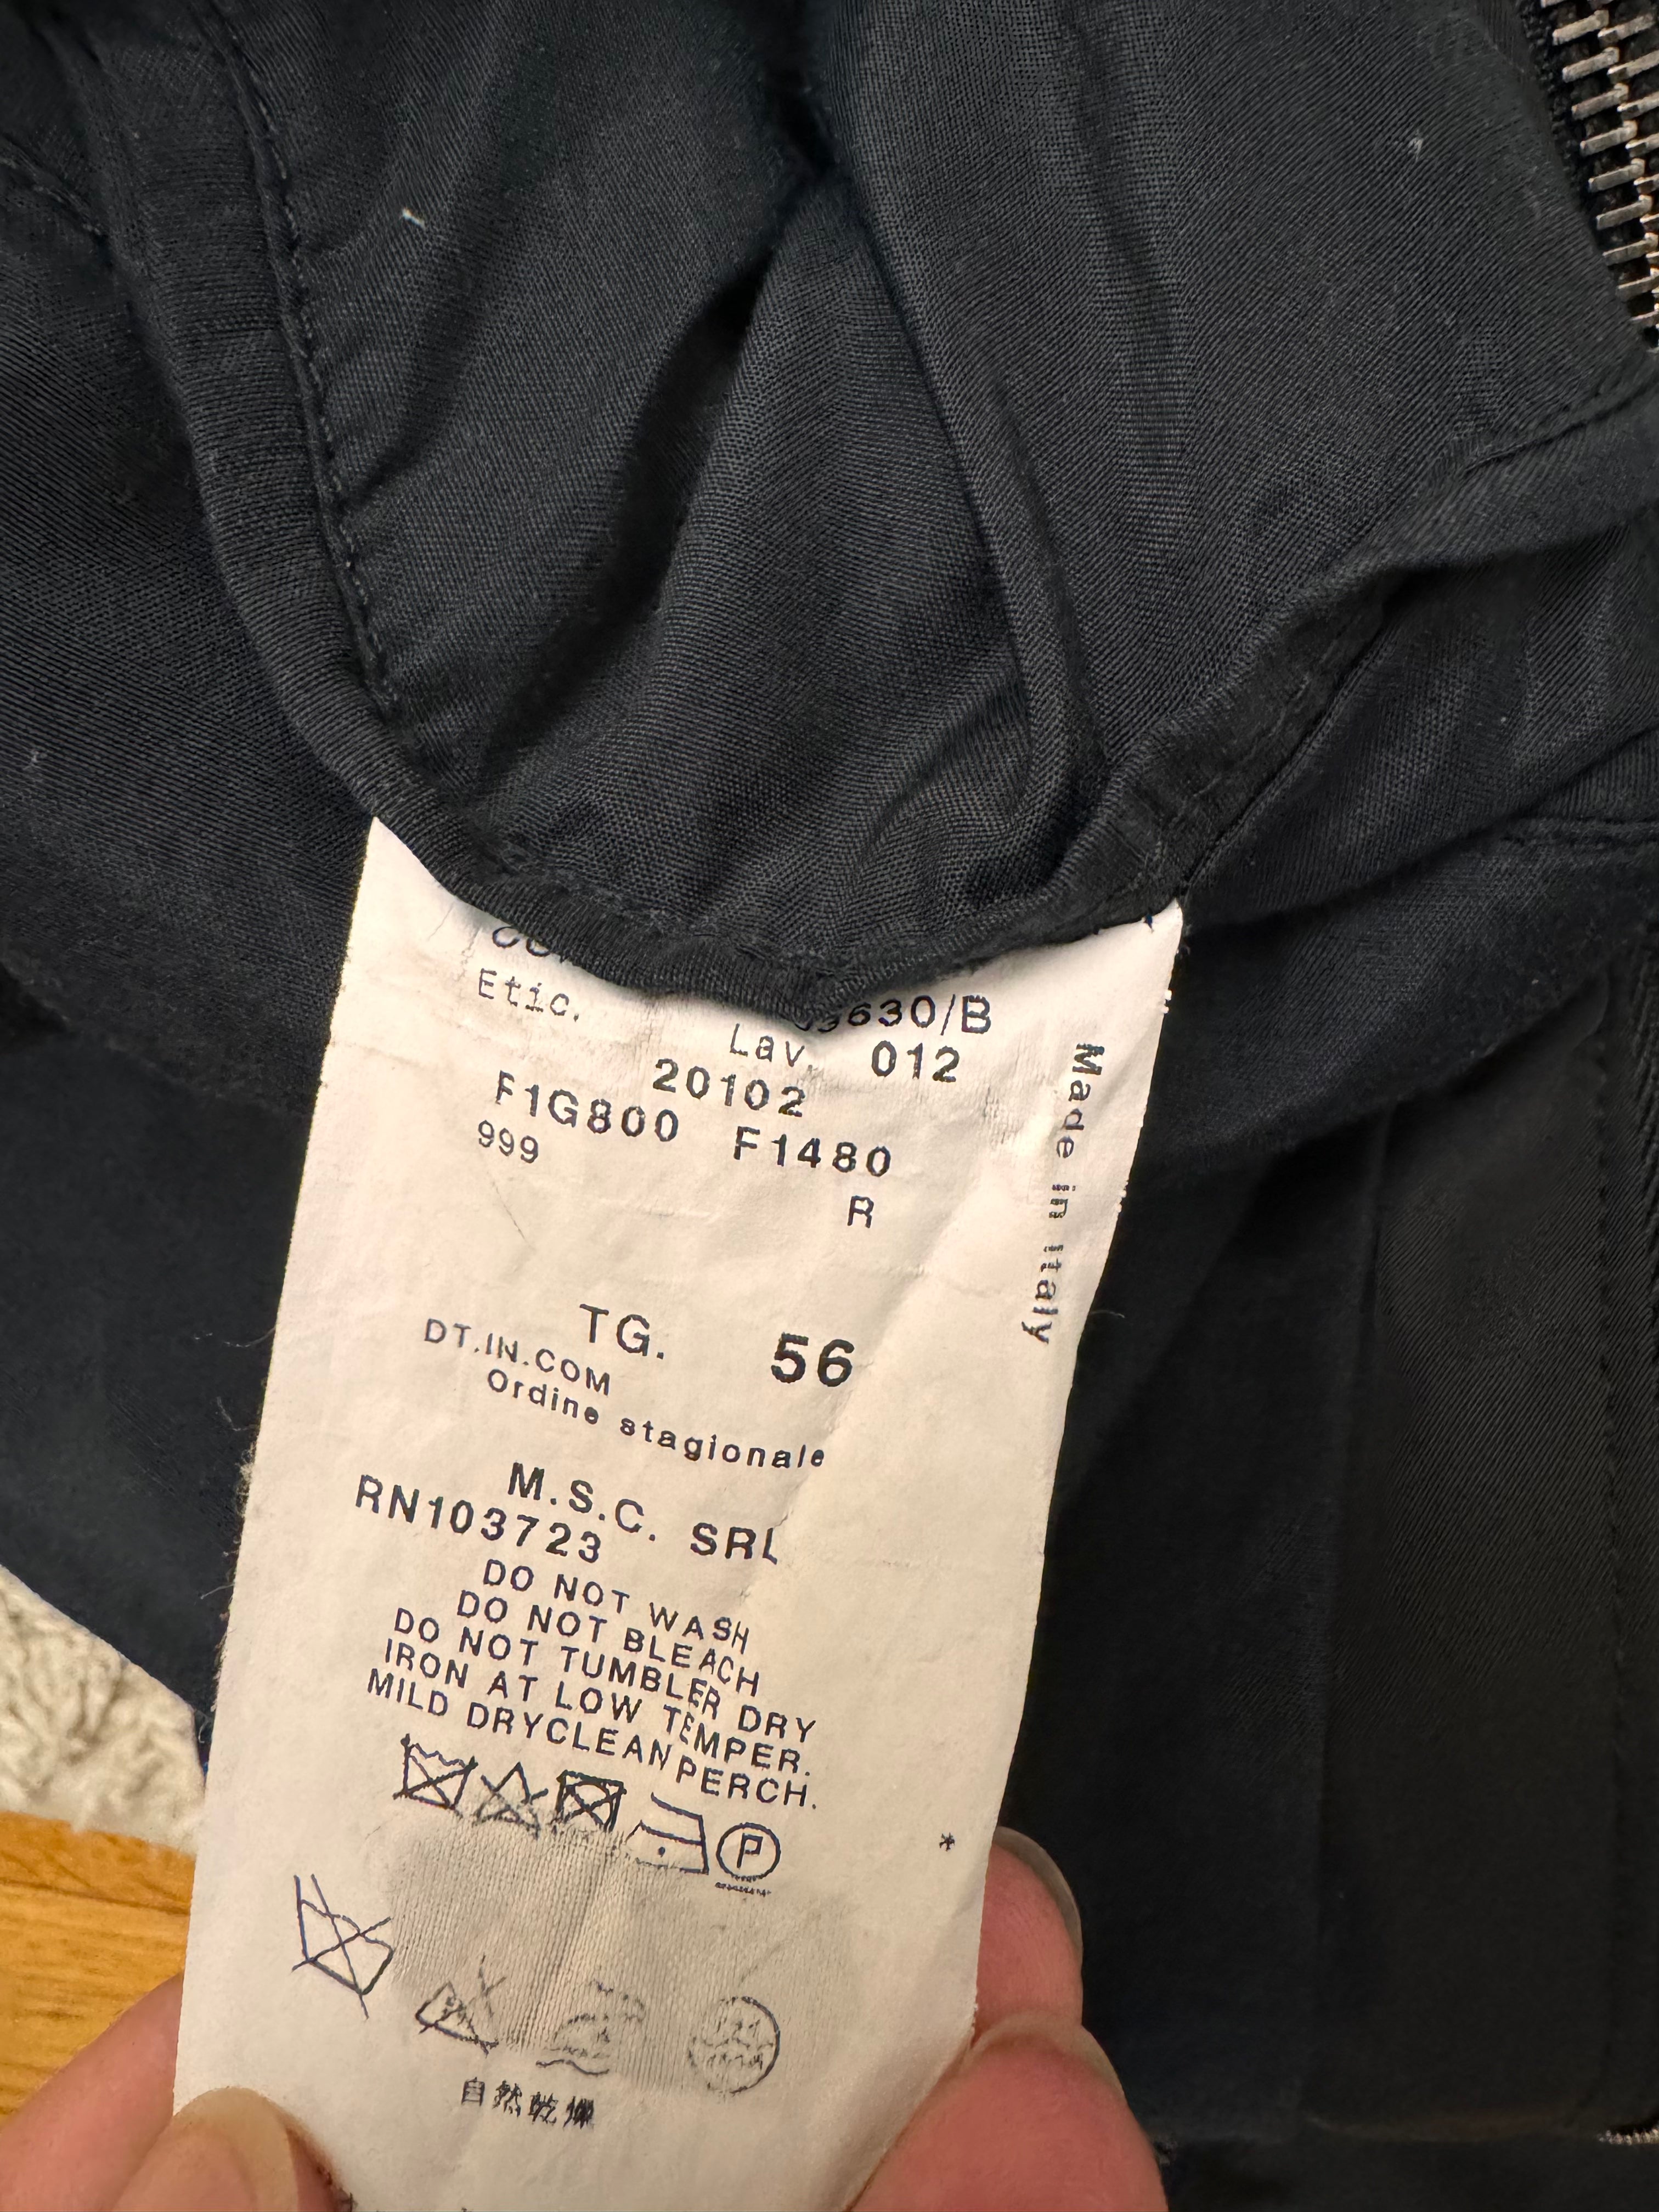 Etic.
630/B
Lav. 012
20102
F1G800 F1480
999
R
Made in Italy
TG. 56
DT.IN.COM
Ordine stagionale
M.S.C. SRL
RN103723
DO NOT WASH
DO NOT BLEACH
DO NOT TUMBLER DRY
IRON AT LOW TEMPER.
MILD DRYCLEANPERCH.
P
*
自然乾燥